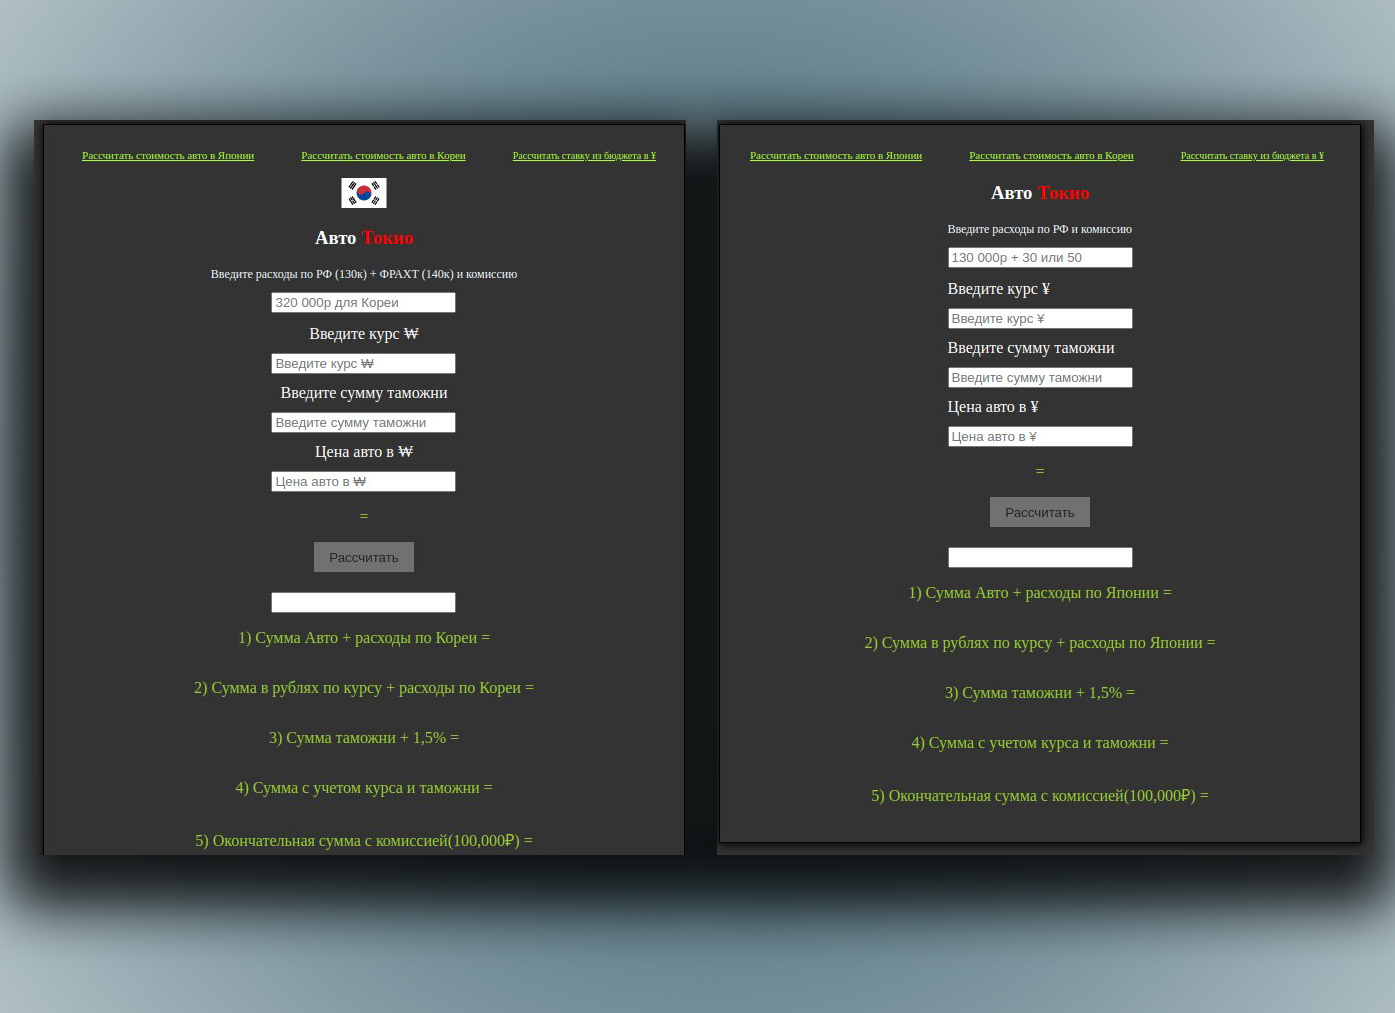 Рассчитать стоимость авто в Японии Рассчитать стоимость авто в Кореи Рассчитать ставку из бюджета в ¥
Авто Токио
Введите расходы по РФ (130к) + ФРАХТ (140к) и комиссию
320 000р для Кореи
Введите курс ₩
Введите курс ₩
Введите сумму таможни
Введите сумму таможни
Цена авто в ₩
Цена авто в ₩
=
Рассчитать
1) Сумма Авто + расходы по Кореи =
2) Сумма в рублях по курсу + расходы по Кореи =
3) Сумма таможни + 1,5% =
4) Сумма с учетом курса и таможни =
5) Окончательная сумма с комиссией(100,000₽) =
Рассчитать стоимость авто в Японии Рассчитать стоимость авто в Кореи Рассчитать ставку из бюджета в ¥
Авто Токио
Введите расходы по РФ и комиссию
130 000р + 30 или 50
Введите курс ¥
Введите курс ¥
Введите сумму таможни
Введите сумму таможни
Цена авто в ¥
Цена авто в ¥
=
Рассчитать
1) Сумма Авто + расходы по Японии =
2) Сумма в рублях по курсу + расходы по Японии =
3) Сумма таможни + 1,5% =
4) Сумма с учетом курса и таможни =
5) Окончательная сумма с комиссией(100,000₽) =